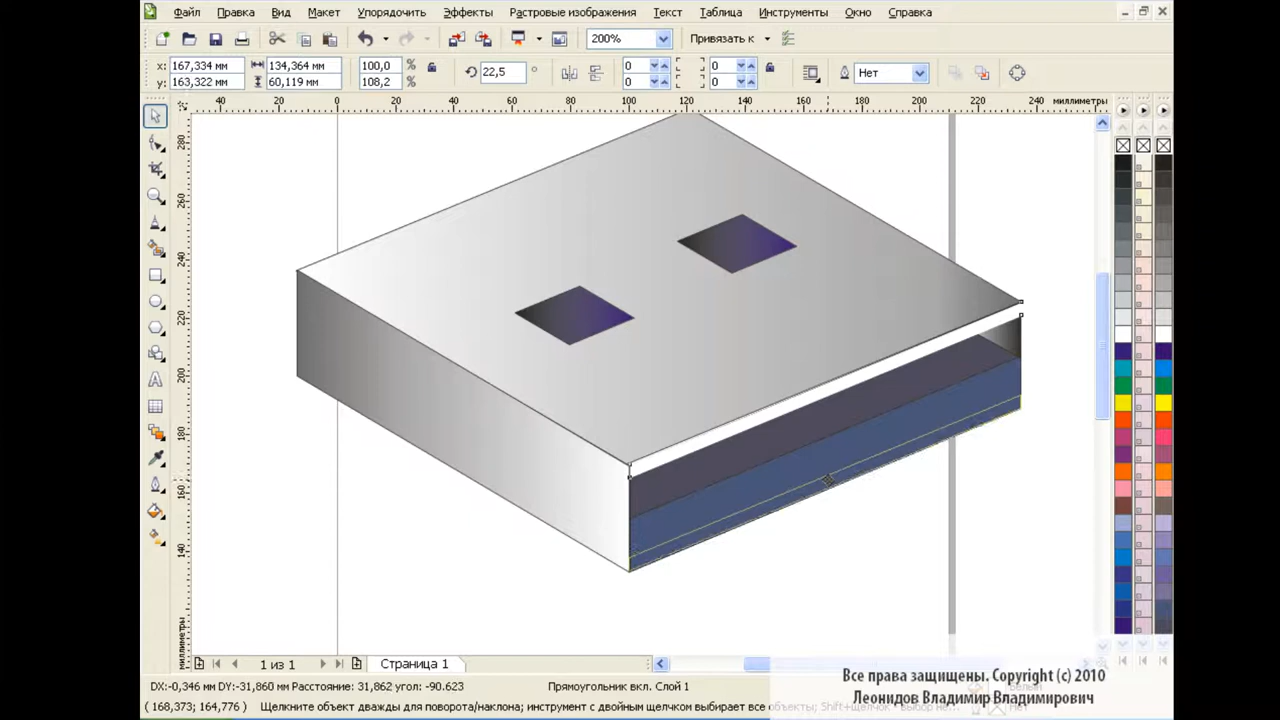 Файл Правка Вид Макет Упорядочить Эффекты Растровые изображения Текст Таблица Инструменты Окно Справка
200% Привязать к
x: 167,334 мм 134,364 мм 100,0 % 22,5 ° 0 0 Нет
y: 163,322 мм 60,119 мм 108,2 % 0 0
40 0 20 40 60 80 100 120 140 160 180 200 220 240 миллиметры
280
260
240
220
200
180
160
140
миллиметры
1 из 1 Страница 1
Все права защищены. Copyright (c) 2010
Леонидов Владимир Владимирович
DX:-0,346 мм DY:-31,860 мм Расстояние: 31,862 угол: -90.623 Прямоугольник вкл. Слой 1
( 168,373; 164,776 ) Щелкните объект дважды для поворота/наклона; инструмент с двойным щелчком выбирает все объекты; Shift+щелчок - выбор